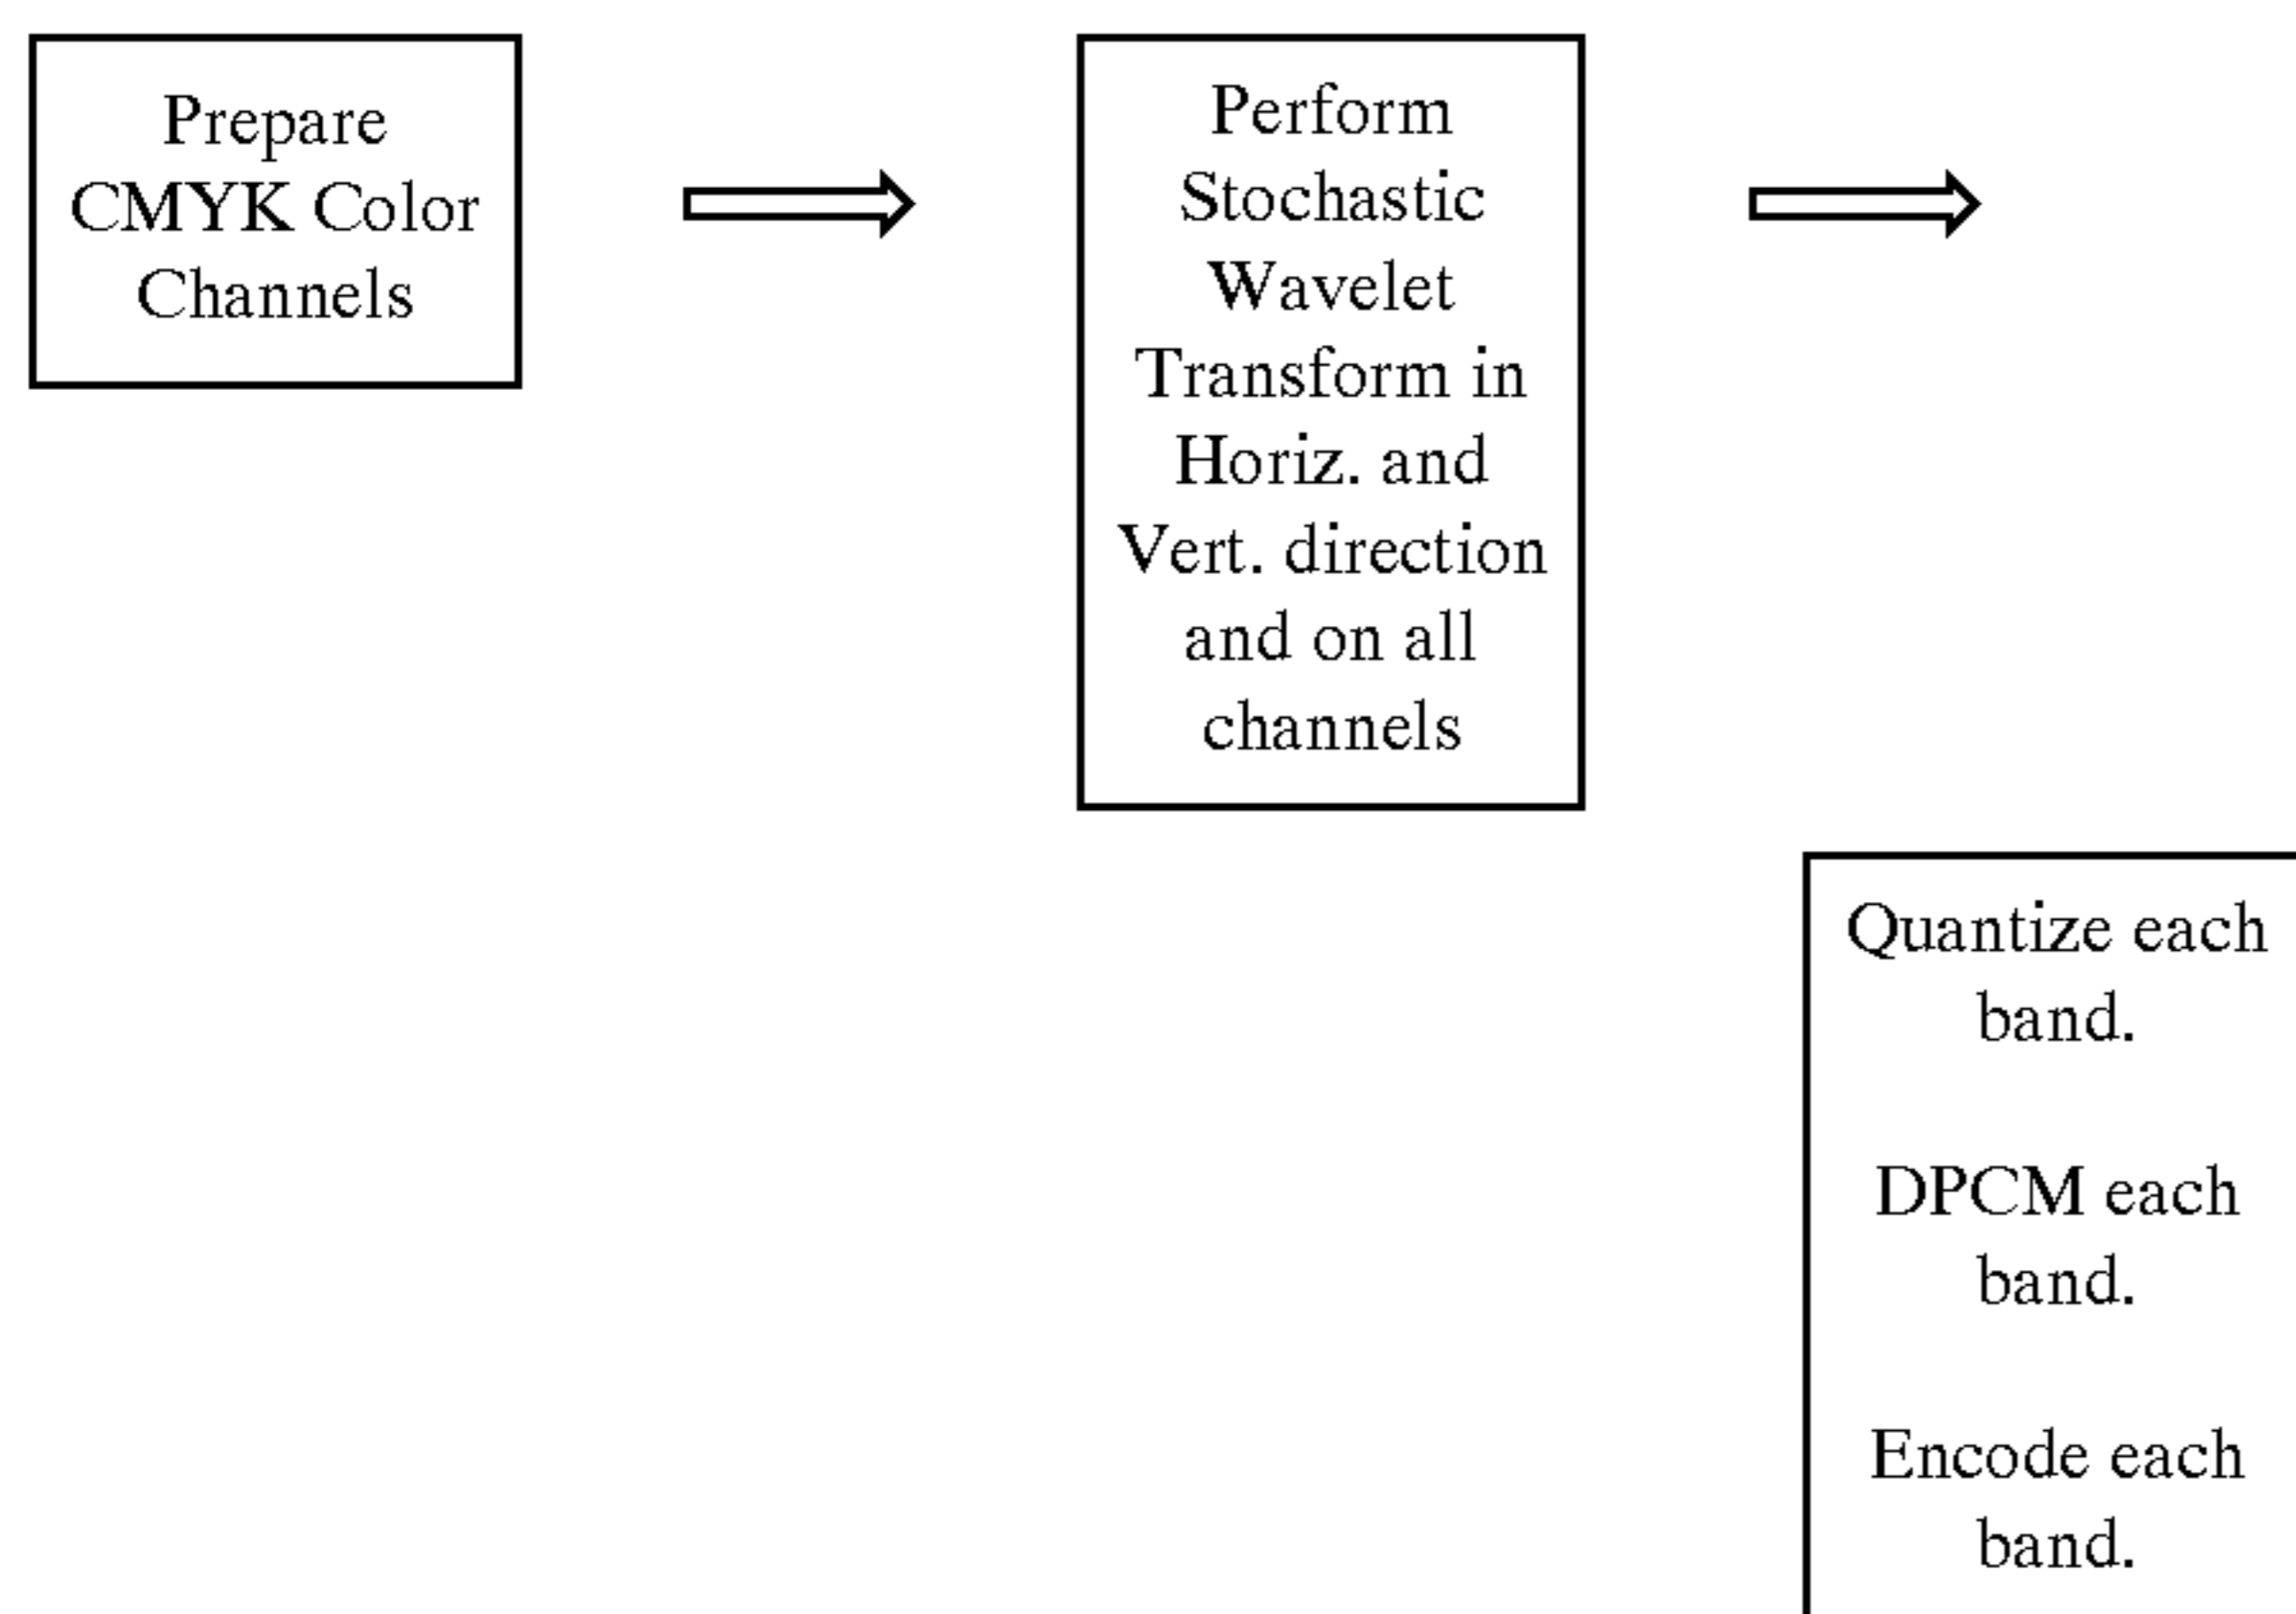 Prepare
CMYK Color
Channels
Perform
Stochastic
Wavelet
Transform in
Horiz. and
Vert. direction
and on all
channels
Quantize each
band.
DPCM each
band.
Encode each
band.